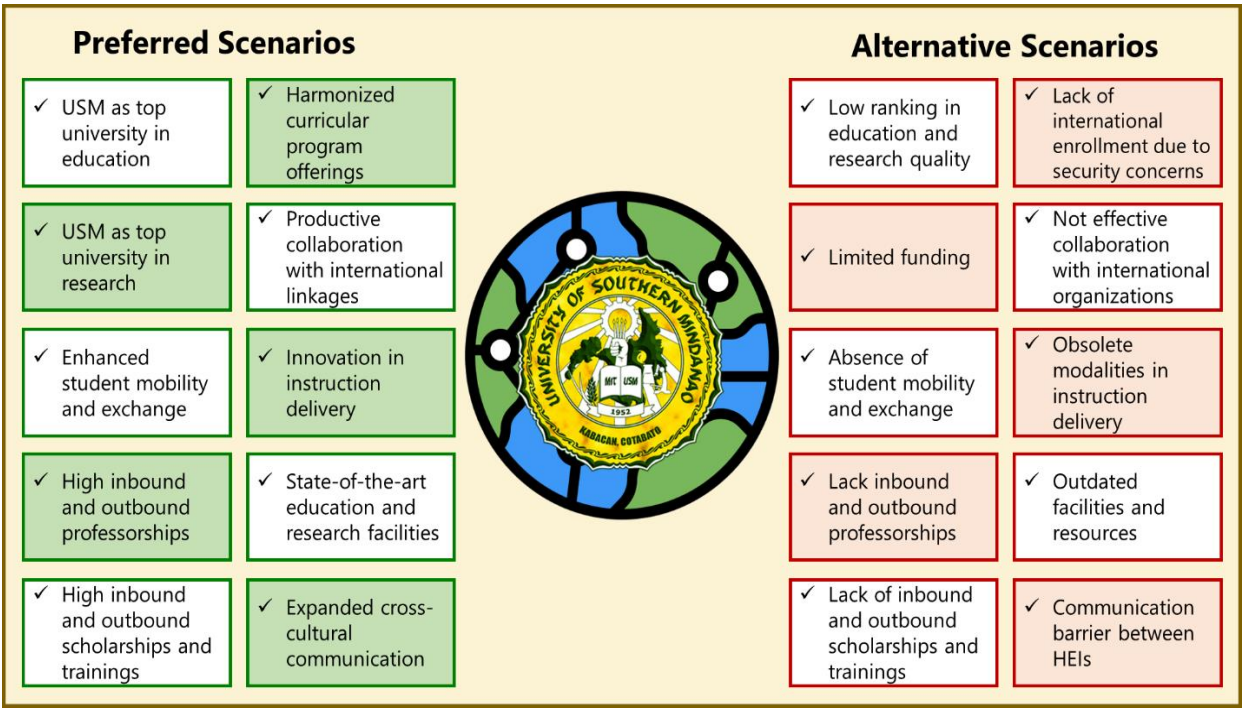 Preferred Scenarios
✓ USM as top
university in
education
✓ Harmonized
curricular
program
offerings
✓ USM as top
university in
research
✓ Productive
collaboration
with international
linkages
✓ Enhanced
student mobility
and exchange
✓ Innovation in
instruction
delivery
✓ High inbound
and outbound
professorships
✓ State-of-the-art
education and
research facilities
✓ High inbound
and outbound
scholarships and
trainings
✓ Expanded cross-
cultural
communication
UNIVERSITY OF SOUTHERN MINDANAO
MIT USM
1952
KABACAN, COTABATO
Alternative Scenarios
✓ Low ranking in
education and
research quality
✓ Lack of
international
enrollment due to
security concerns
✓ Limited funding
✓ Not effective
collaboration
with international
organizations
✓ Absence of
student mobility
and exchange
✓ Obsolete
modalities in
instruction
delivery
✓ Lack inbound
and outbound
professorships
✓ Outdated
facilities and
resources
✓ Lack of inbound
and outbound
scholarships and
trainings
✓ Communication
barrier between
HEIs